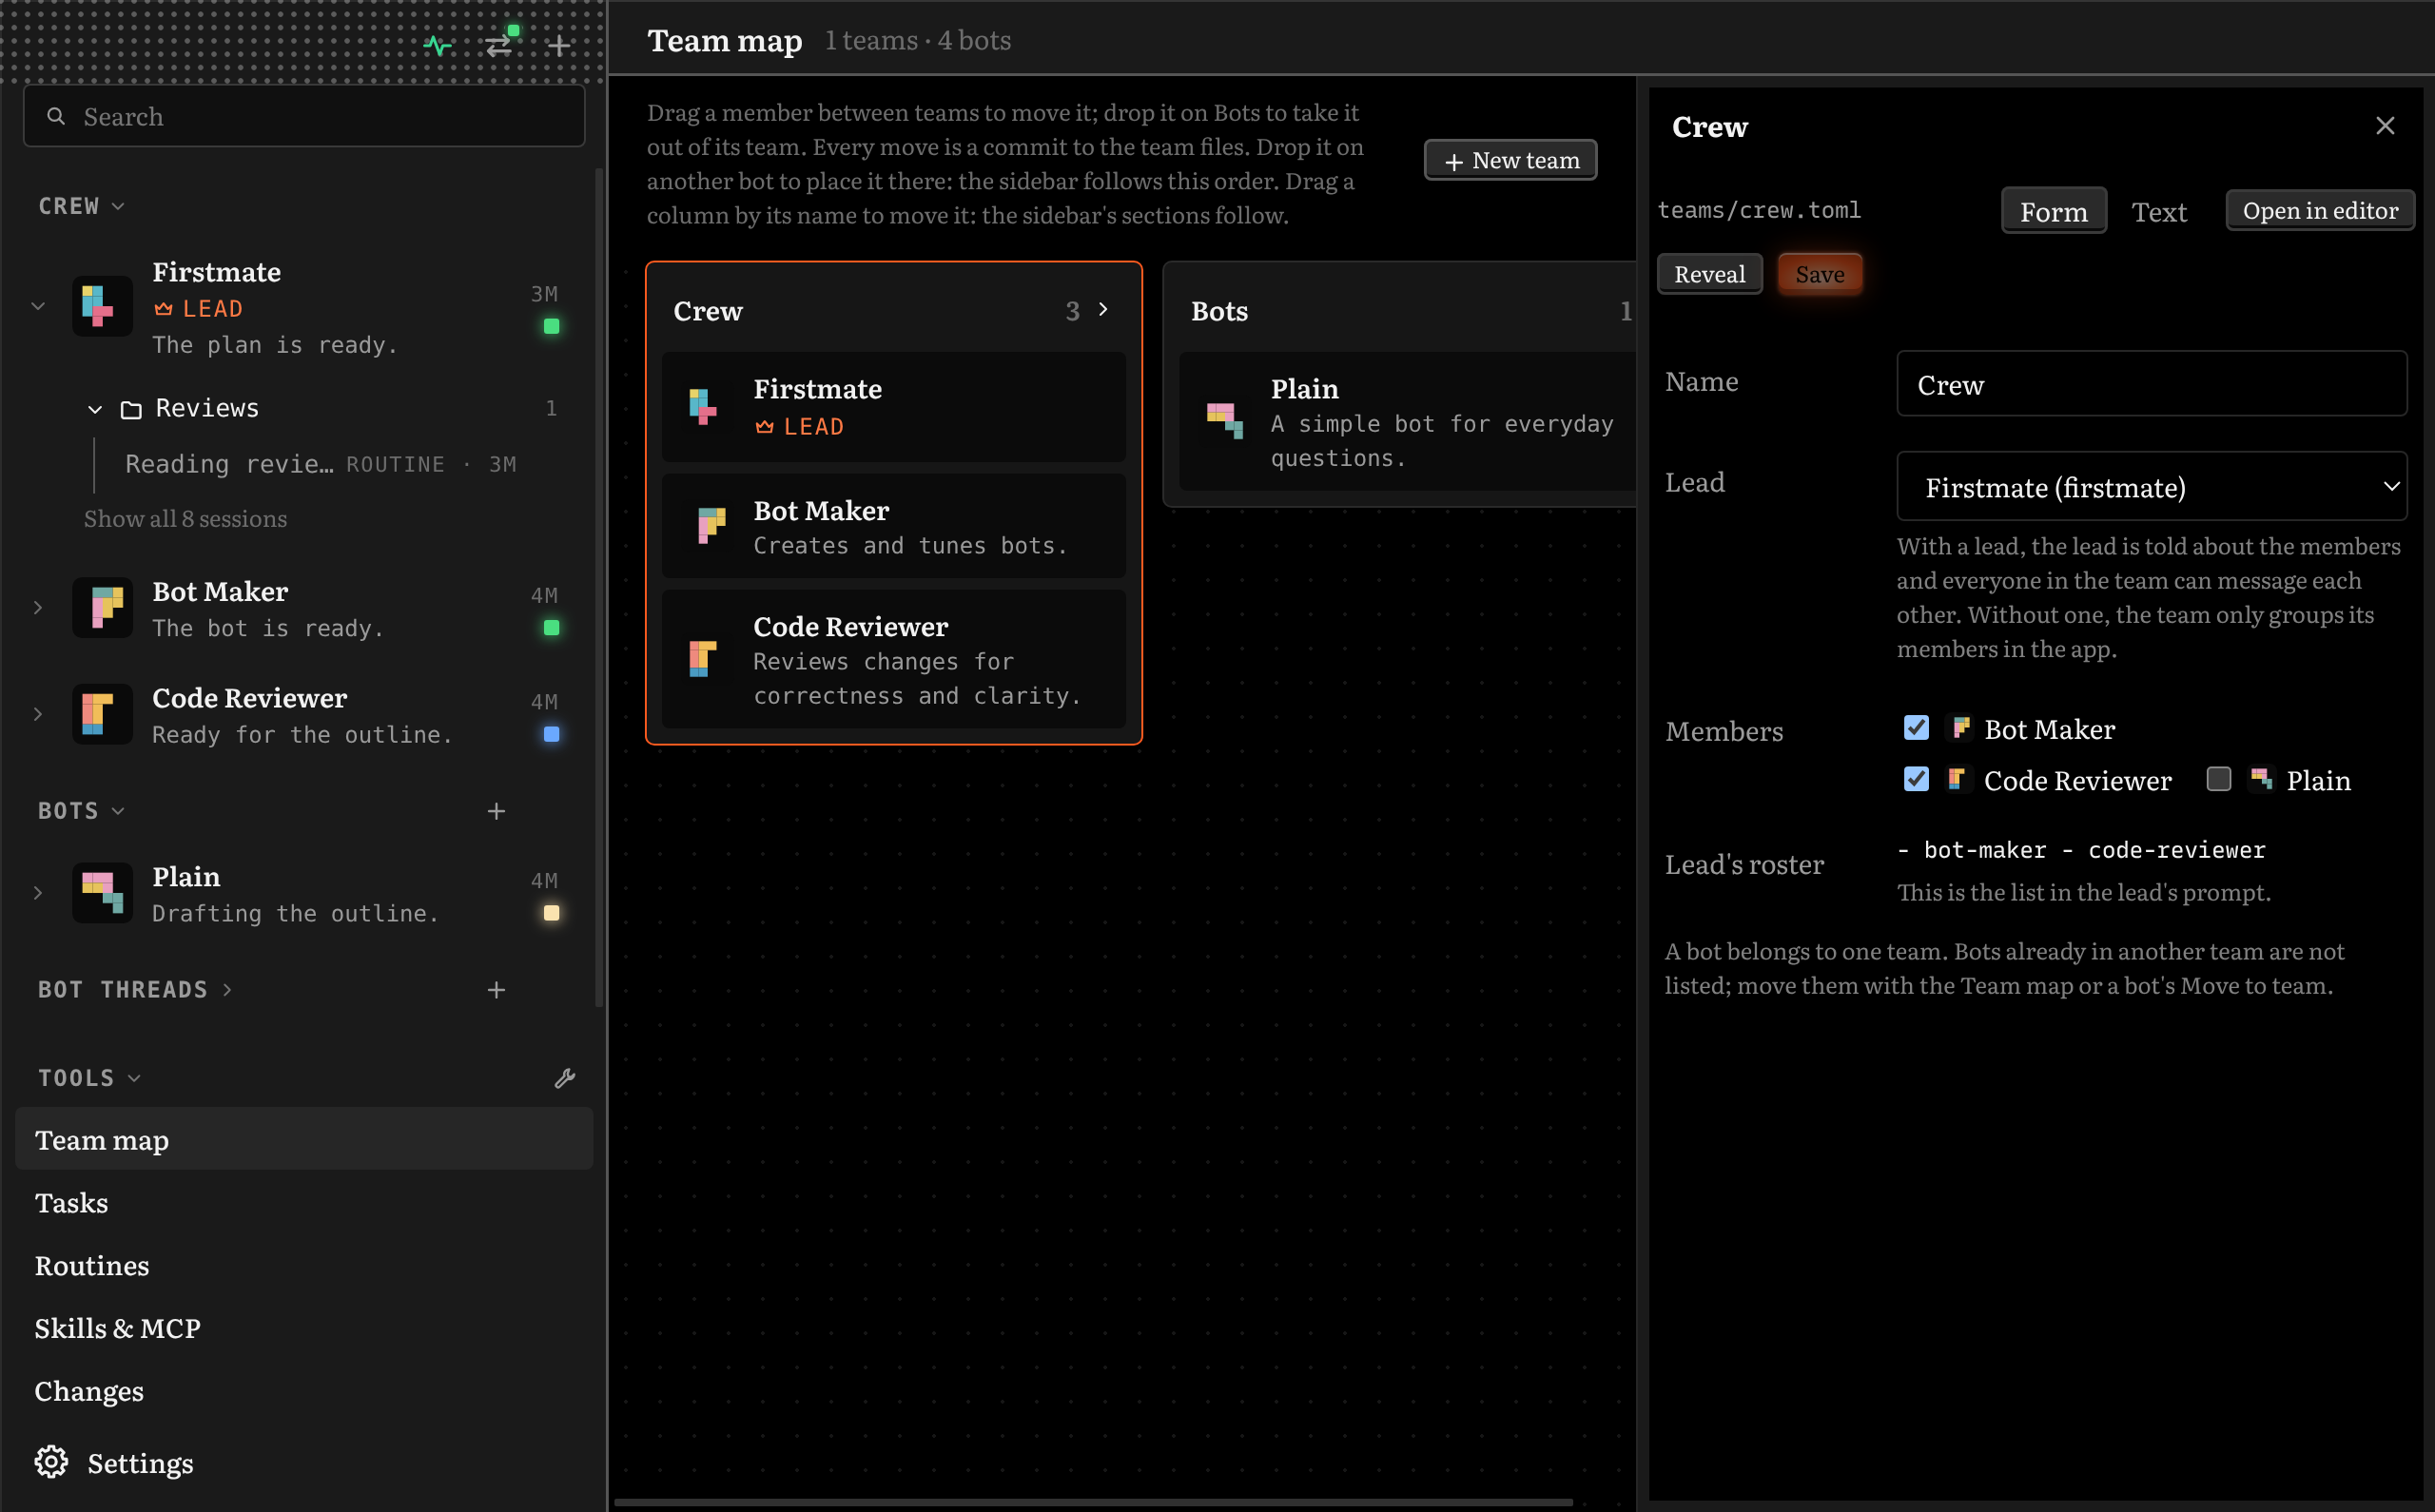 Search
CREW
Firstmate
LEAD
The plan is ready.
3M
Reviews
1
Reading revie… ROUTINE · 3M
Show all 8 sessions
Bot Maker
The bot is ready.
4M
Code Reviewer
Ready for the outline.
4M
BOTS
Plain
Drafting the outline.
4M
BOT THREADS
TOOLS
Team map
Tasks
Routines
Skills & MCP
Changes
Settings
Team map 1 teams · 4 bots
Drag a member between teams to move it; drop it on Bots to take it
out of its team. Every move is a commit to the team files. Drop it on
another bot to place it there: the sidebar follows this order. Drag a
column by its name to move it: the sidebar's sections follow.
New team
Crew 3
Firstmate
LEAD
Bot Maker
Creates and tunes bots.
Code Reviewer
Reviews changes for
correctness and clarity.
Bots 1
Plain
A simple bot for everyday
questions.
Crew
teams/crew.toml
Form Text Open in editor
Reveal Save
Name Crew
Lead Firstmate (firstmate)
With a lead, the lead is told about the members
and everyone in the team can message each
other. Without one, the team only groups its
members in the app.
Members Bot Maker
Code Reviewer Plain
Lead's roster - bot-maker - code-reviewer
This is the list in the lead's prompt.
A bot belongs to one team. Bots already in another team are not
listed; move them with the Team map or a bot's Move to team.